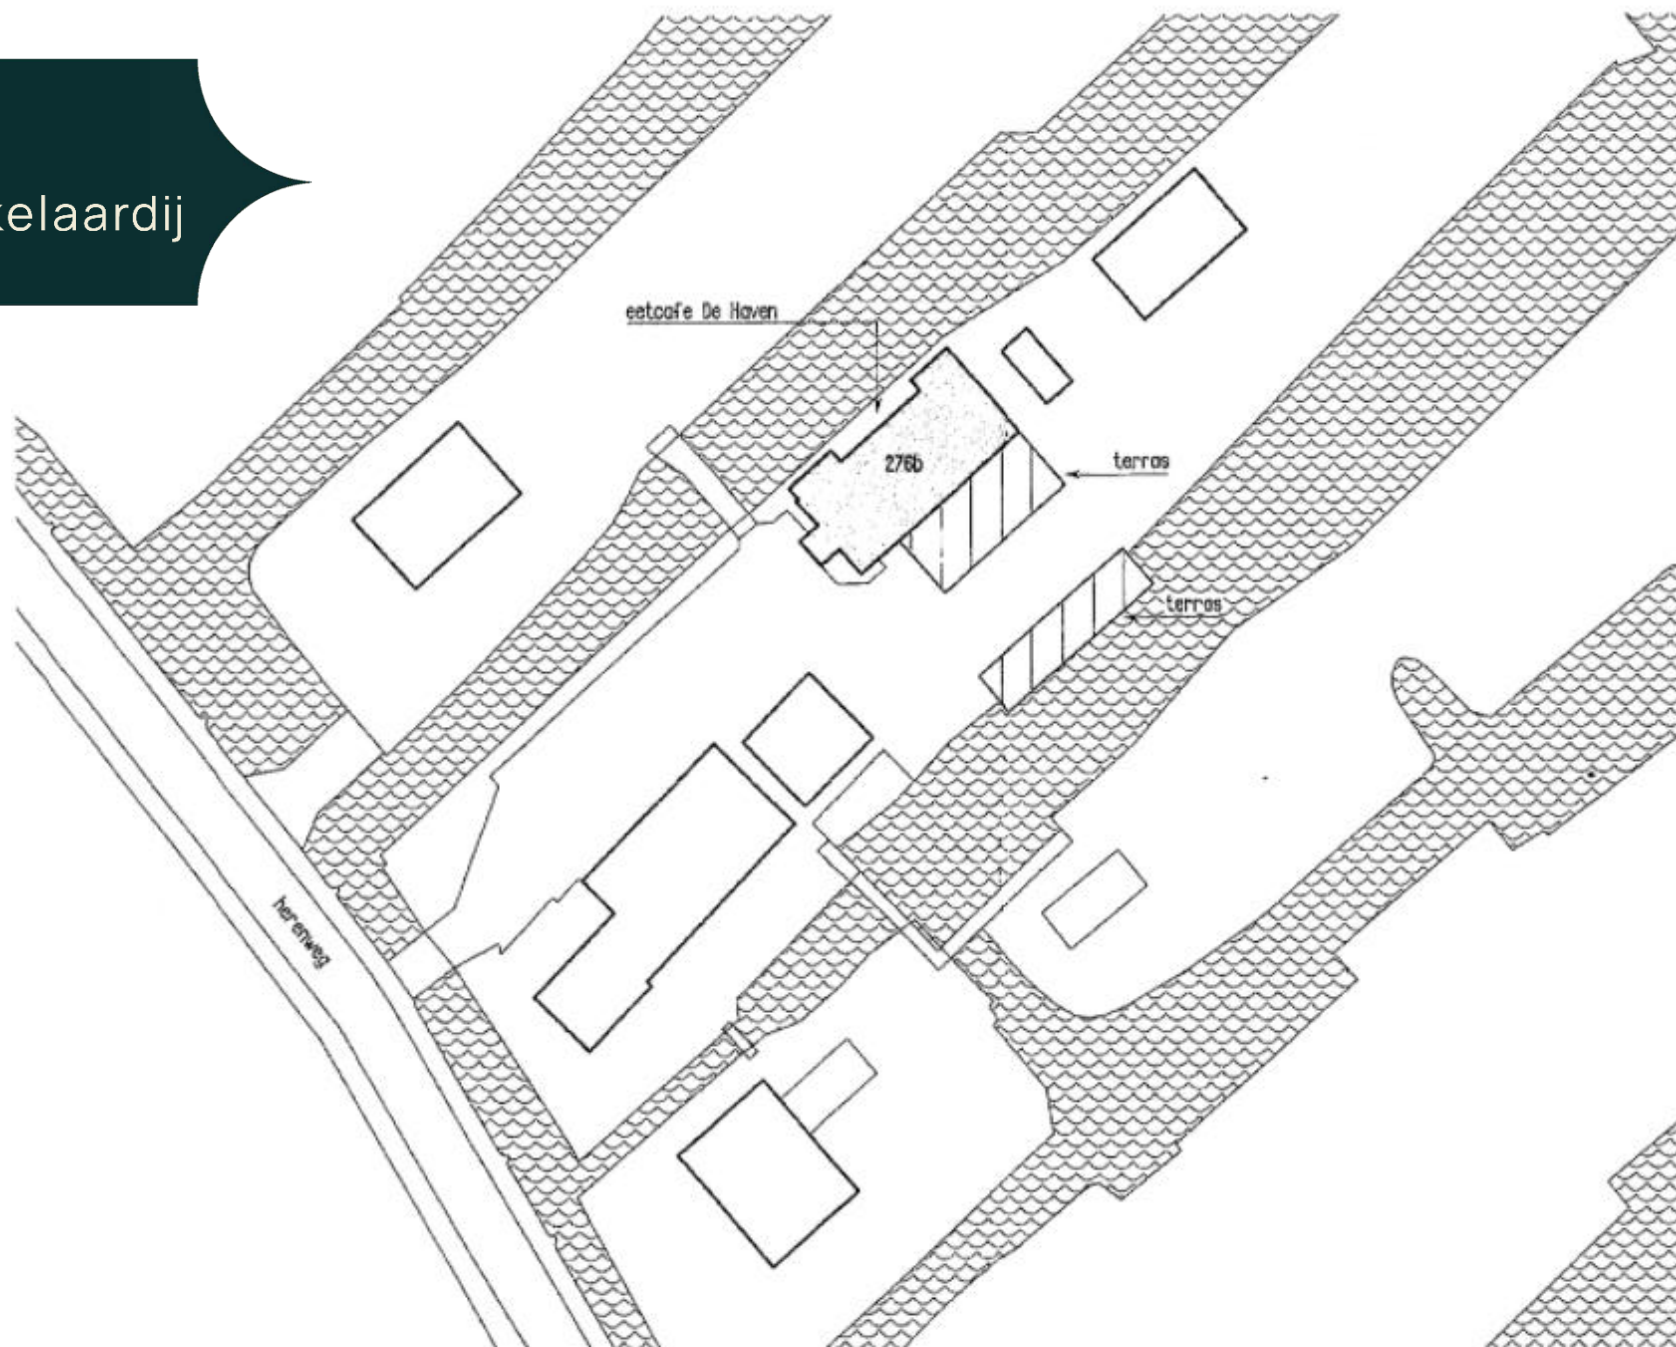 kelaardij
eetcafe De Haven
276b
terras
terras
herenweg